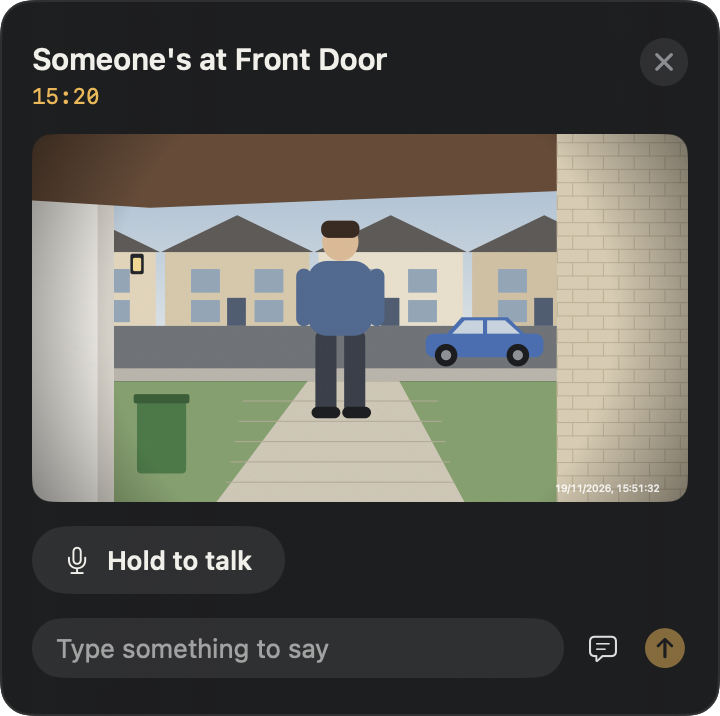 Someone's at Front Door
15:20
19/11/2026, 15:51:32
Hold to talk
Type something to say